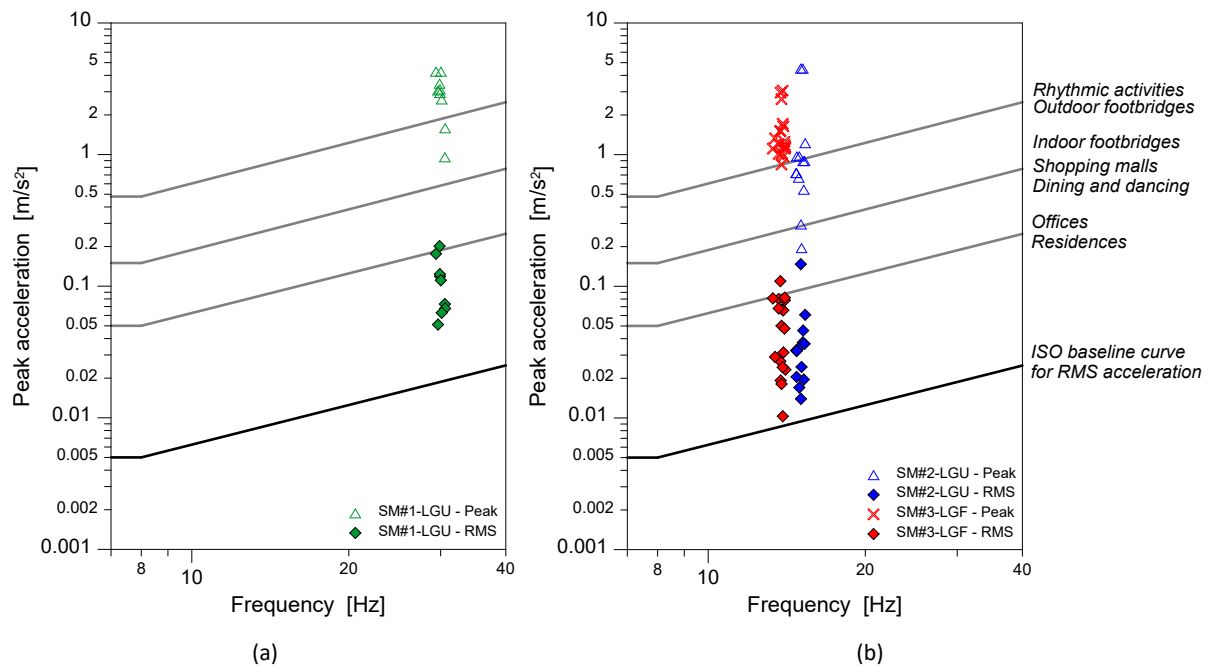 10
5
2
1
0.5
0.2
0.1
0.05
0.02
0.01
0.005
0.002
0.001
Peak acceleration [m/s²]
8
10
20
40
Frequency [Hz]
SM#1-LGU - Peak
SM#1-LGU - RMS
(a)
10
5
2
1
0.5
0.2
0.1
0.05
0.02
0.01
0.005
0.002
0.001
Peak acceleration [m/s²]
8
10
20
40
Frequency [Hz]
SM#2-LGU - Peak
SM#2-LGU - RMS
SM#3-LGF - Peak
SM#3-LGF - RMS
(b)
Rhythmic activities
Outdoor footbridges
Indoor footbridges
Shopping malls
Dining and dancing
Offices
Residences
ISO baseline curve
for RMS acceleration